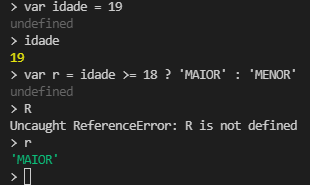 > var idade = 19
undefined
> idade
19
> var r = idade >= 18 ? 'MAIOR' : 'MENOR'
undefined
> R
Uncaught ReferenceError: R is not defined
> r
'MAIOR'
>